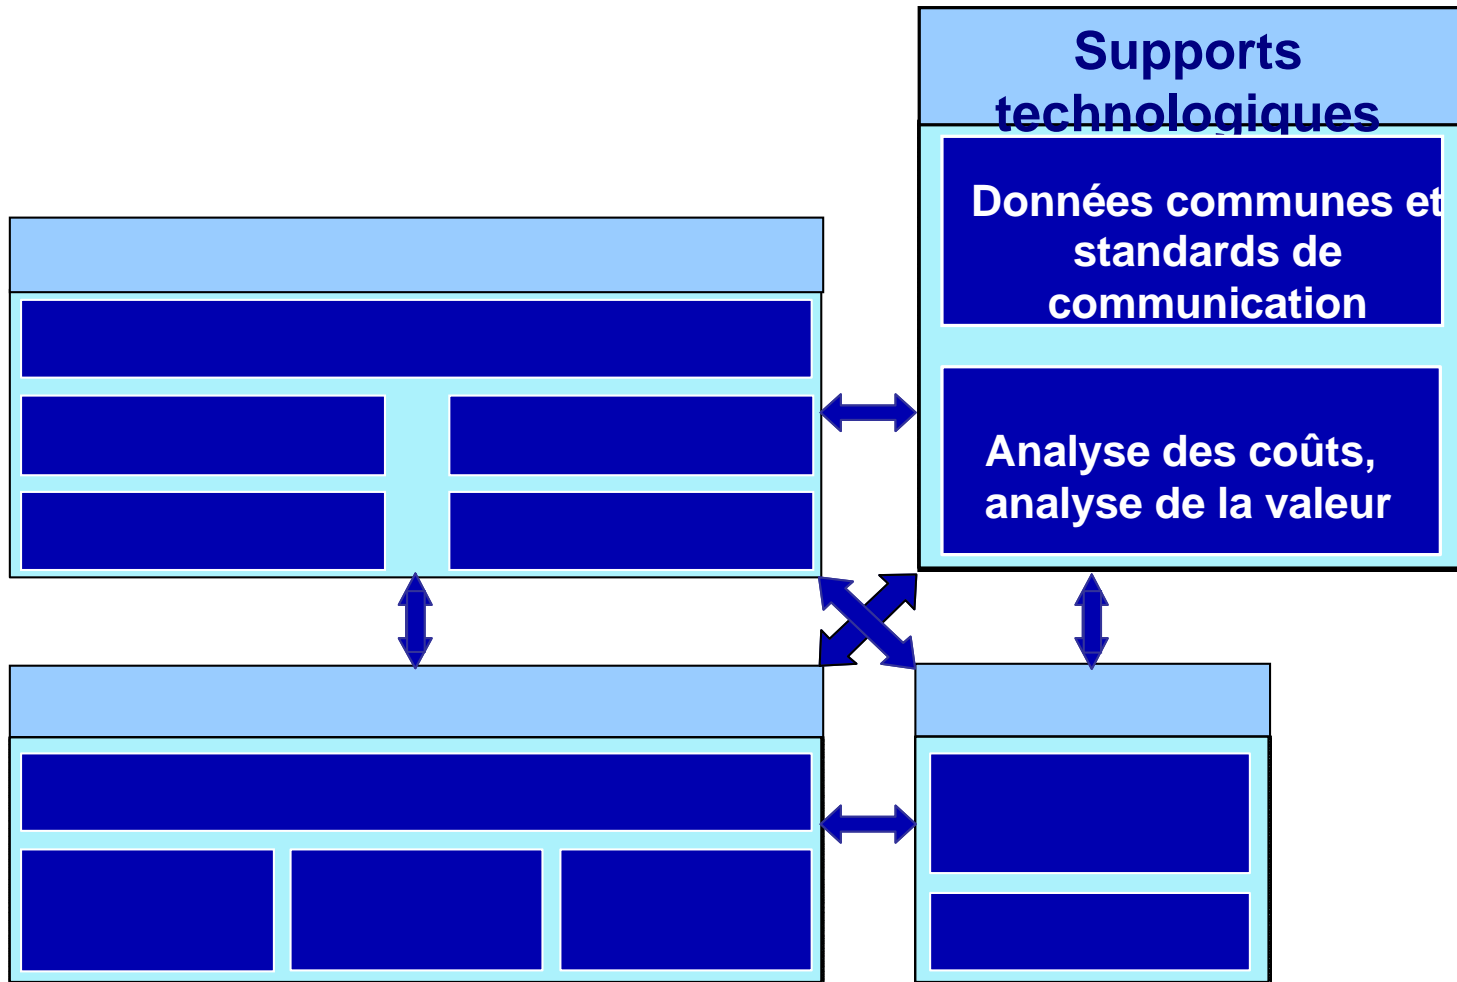 Supports
technologiques
Données communes et
standards de
communication
Analyse des coûts,
analyse de la valeur